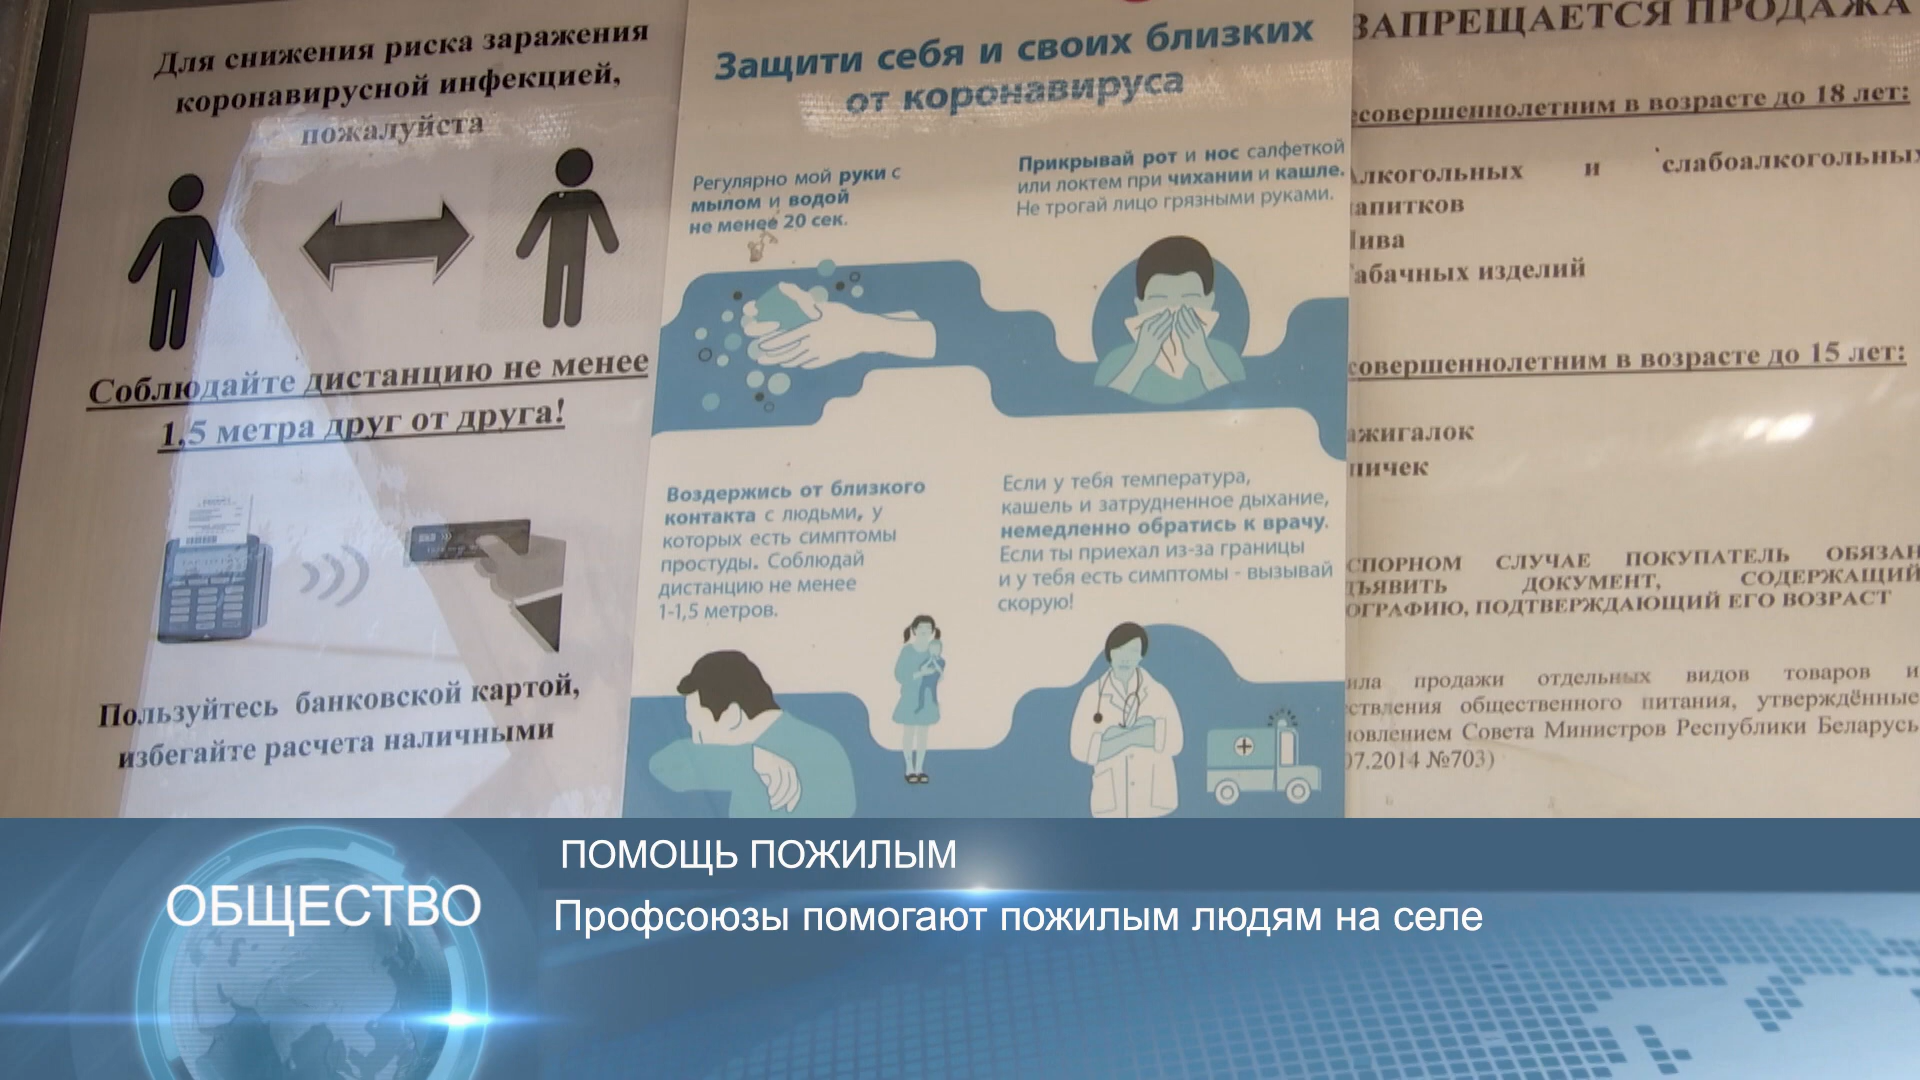 Для снижения риска заражения
коронавирусной инфекцией,
пожалуйста
Соблюдайте дистанцию не менее
1,5 метра друг от друга!
Пользуйтесь банковской картой,
избегайте расчета наличными
Защити себя и своих близких
от коронавируса
Регулярно мой руки с
мылом и водой
не менее 20 сек.
Прикрывай рот и нос салфеткой
или локтем при чихании и кашле.
Не трогай лицо грязными руками.
Воздержись от близкого
контакта с людьми, у
которых есть симптомы
простуды. Соблюдай
дистанцию не менее
1-1,5 метров.
Если у тебя температура,
кашель и затрудненное дыхание,
немедленно обратись к врачу.
Если ты приехал из-за границы
и у тебя есть симптомы - вызывай
скорую!
ЗАПРЕЩАЕТСЯ ПРОДАЖА
есовершеннолетним в возрасте до 18 лет:
Алкогольных и слабоалкогольных
напитков
Пива
Табачных изделий
совершеннолетним в возрасте до 15 лет:
ажигалок
пичек
СПОРНОМ СЛУЧАЕ ПОКУПАТЕЛЬ ОБЯЗАН
ДЪЯВИТЬ ДОКУМЕНТ, СОДЕРЖАЩИЙ
ОГРАФИЮ, ПОДТВЕРЖДАЮЩИЙ ЕГО ВОЗРАСТ
ила продажи отдельных видов товаров и
ствления общественного питания, утверждённые
новлением Совета Министров Республики Беларусь
07.2014 №703)
ПОМОЩЬ ПОЖИЛЫМ
ОБЩЕСТВО
Профсоюзы помогают пожилым людям на селе